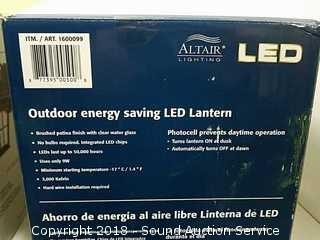 ITM. / ART. 1600099
ALTAIR®
LIGHTING
LED
Outdoor energy saving LED Lantern
• Brushed patina finish with clear water glass
• No bulbs required, Integrated LED chips
• LEDs last up to 50,000 hours
• Uses only 9W
• Minimum starting temperature -17°C / 1.4°F
• 3,000 Kelvin
• Hard wire installation required
Photocell prevents daytime operation
• Turns lantern ON at dusk
• Automatically turns OFF at dawn
Ahorro de energía al aire libre Linterna de LED
Copyright 2018 - Sound Auction Service
durante el día